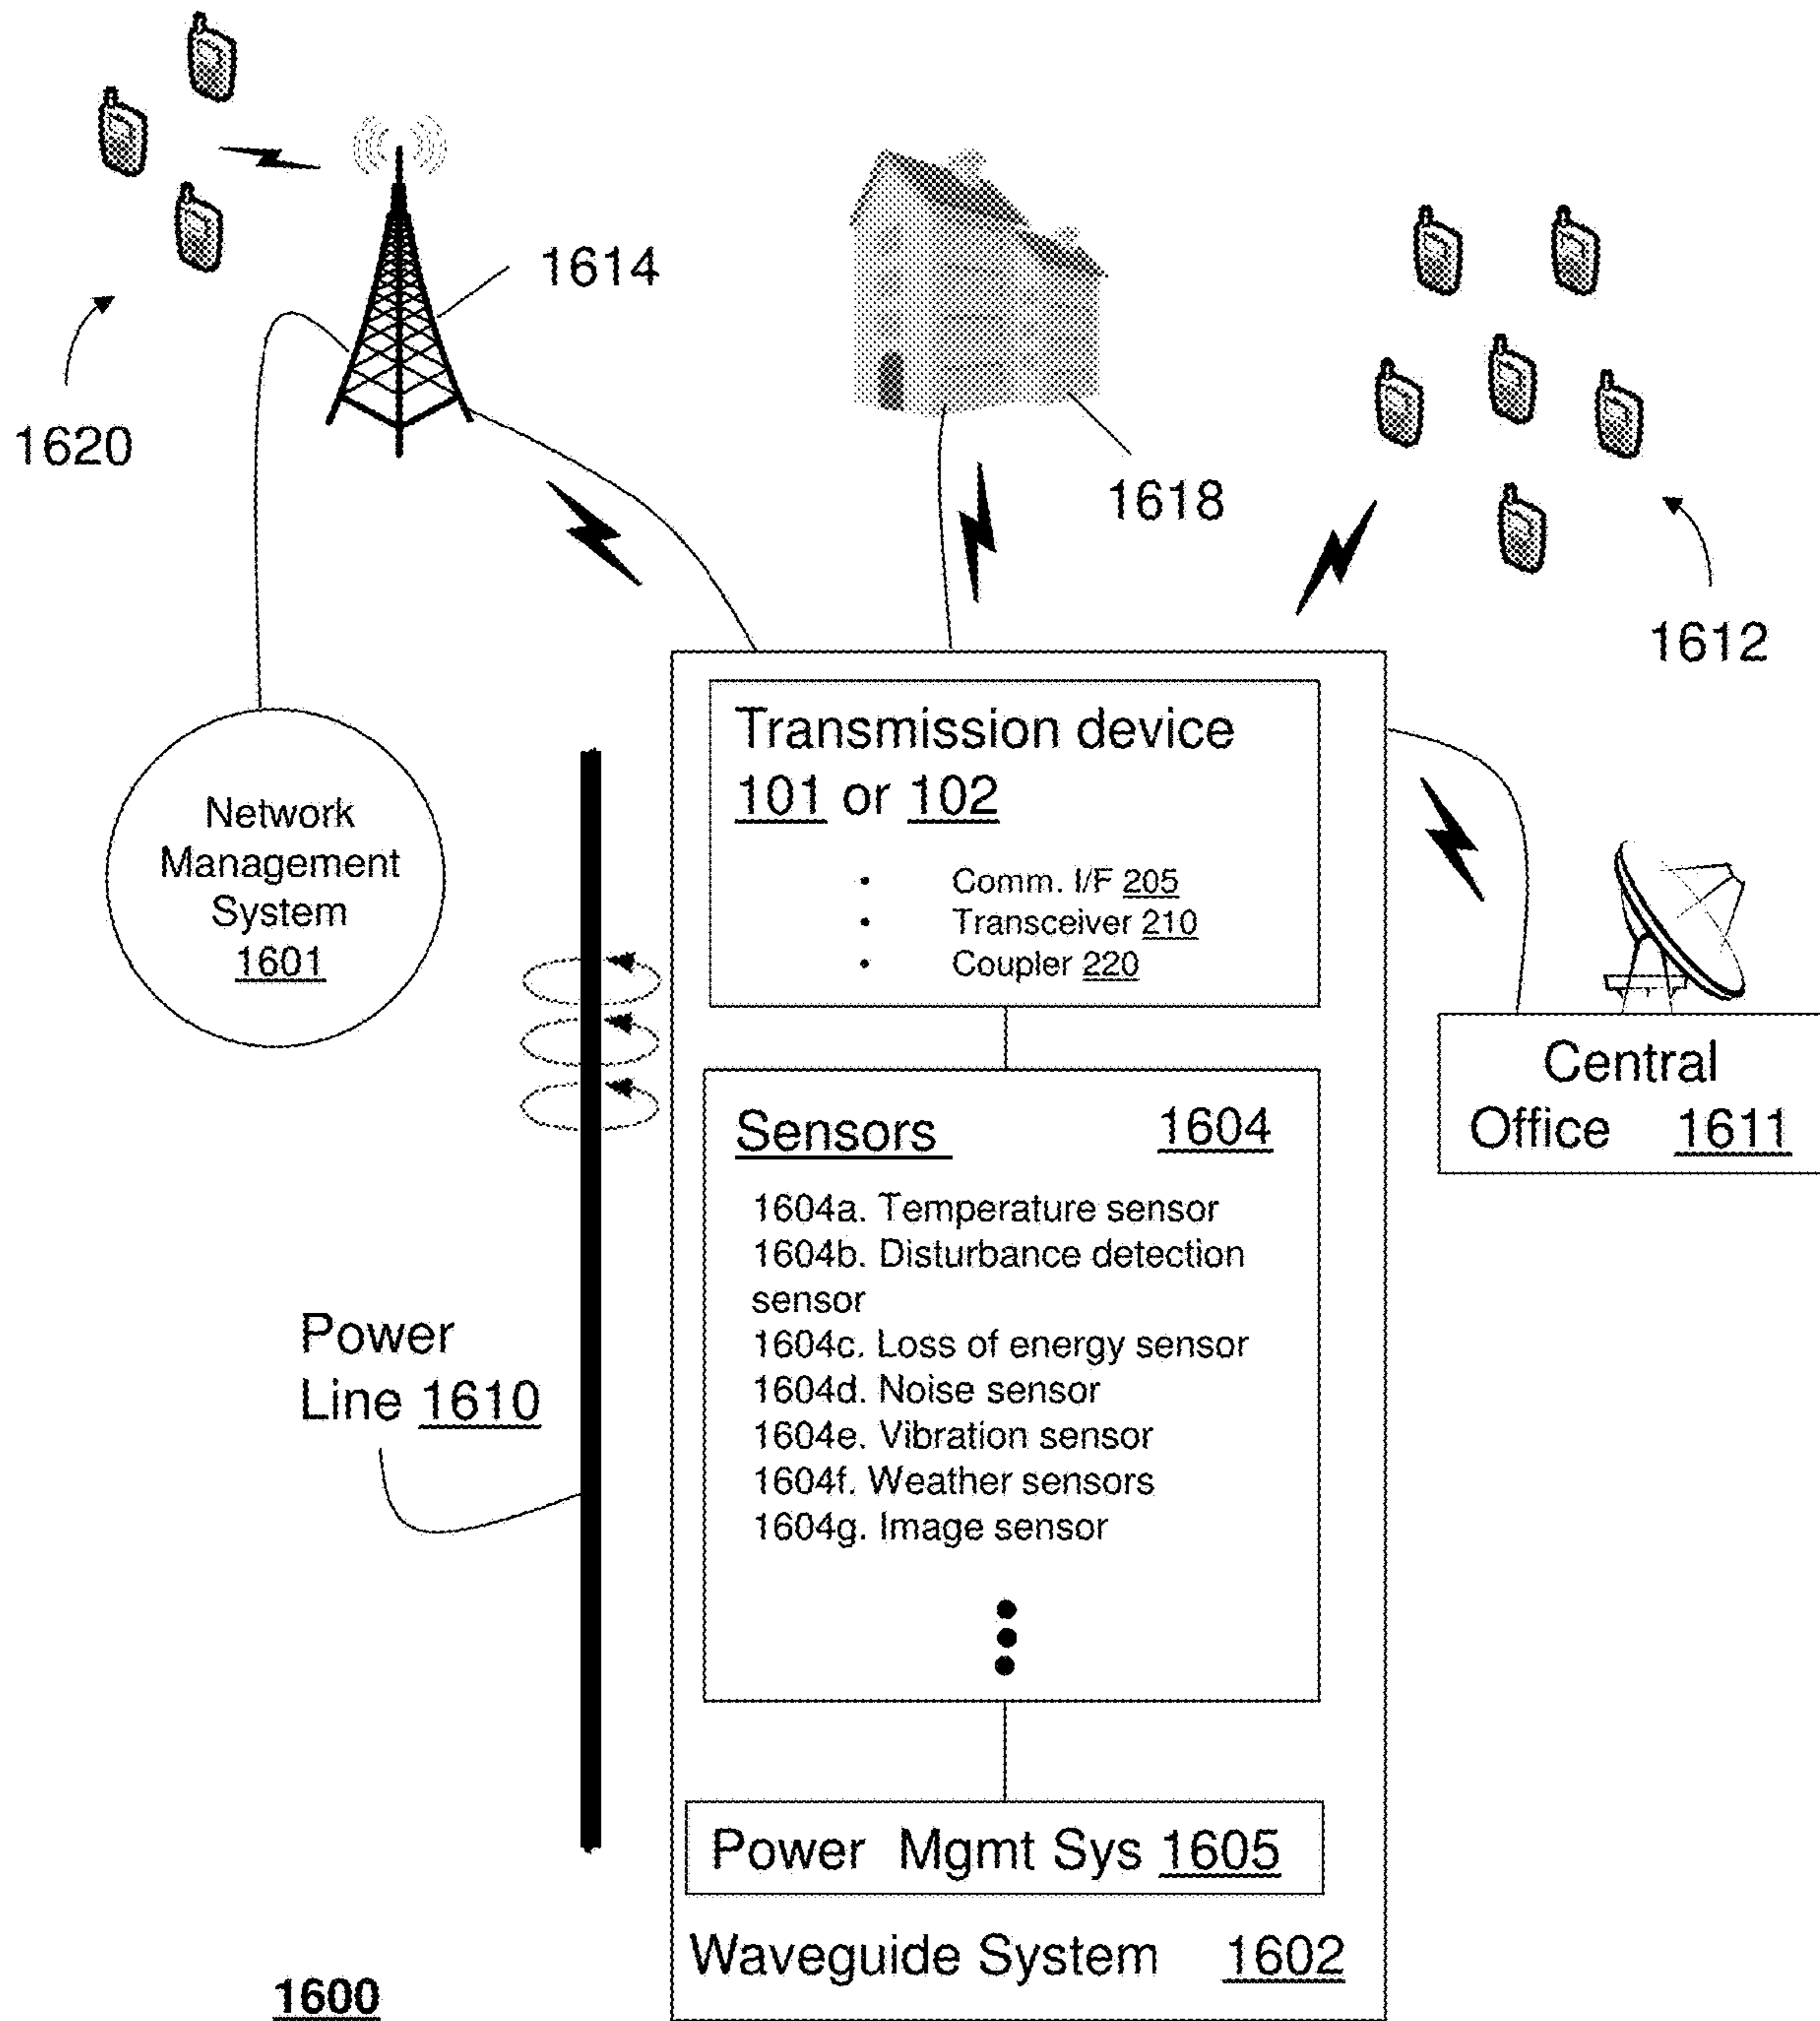 1614
1620
1618
1612
Transmission device
101 or 102
• Comm. I/F 205
• Transceiver 210
• Coupler 220
Network
Management
System
1601
Central
Office 1611
Sensors 1604
1604a. Temperature sensor
1604b. Disturbance detection
sensor
1604c. Loss of energy sensor
1604d. Noise sensor
1604e. Vibration sensor
1604f. Weather sensors
1604g. Image sensor
Power
Line 1610
Power Mgmt Sys 1605
Waveguide System 1602
1600